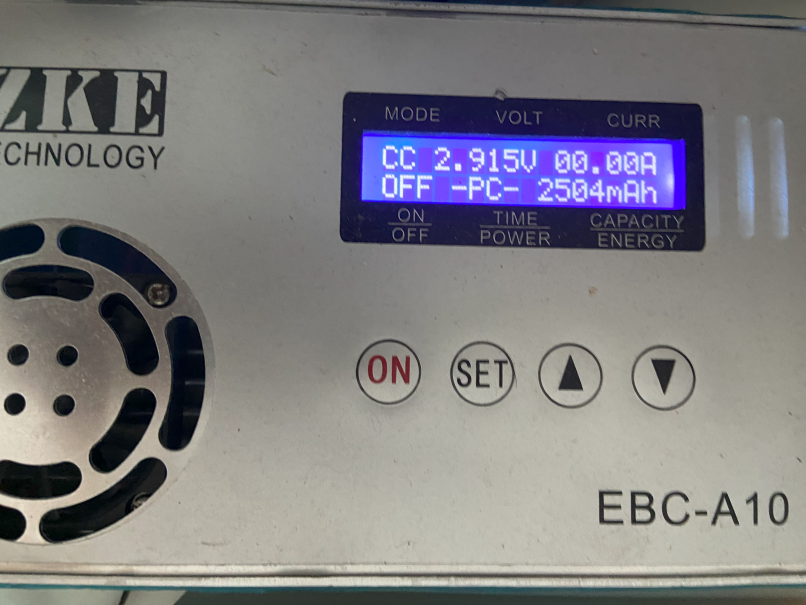 ZKE
TECHNOLOGY
MODE VOLT CURR
CC 2.915V 00.00A
OFF -PC- 2504mAh
ON TIME CAPACITY
OFF POWER ENERGY
ON SET
EBC-A10